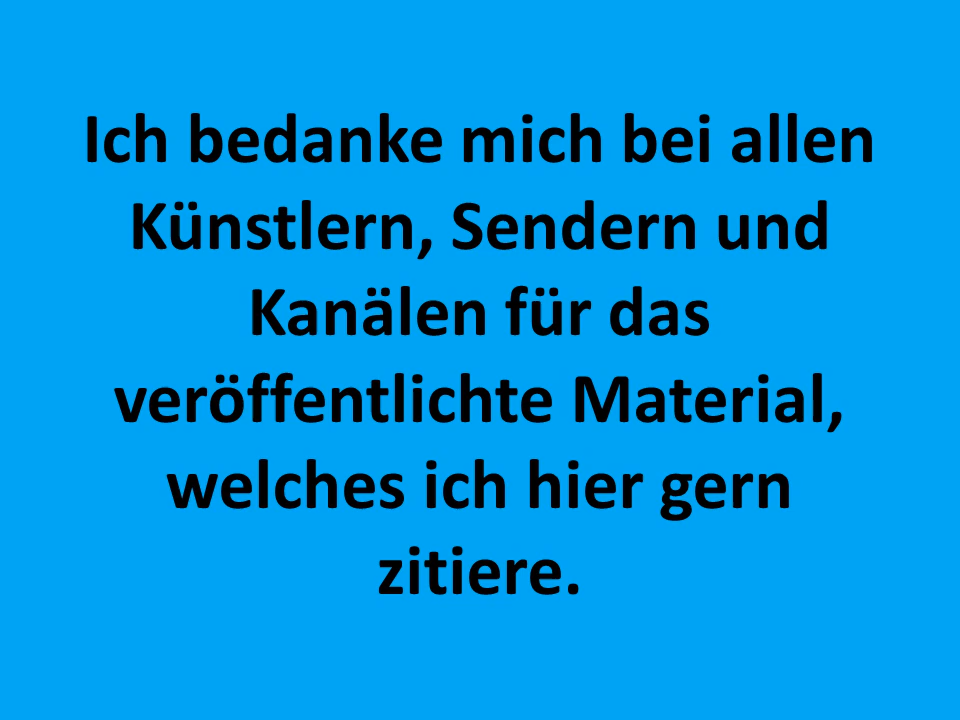 Ich bedanke mich bei allen
Künstlern, Sendern und
Kanälen für das
veröffentlichte Material,
welches ich hier gern
zitiere.